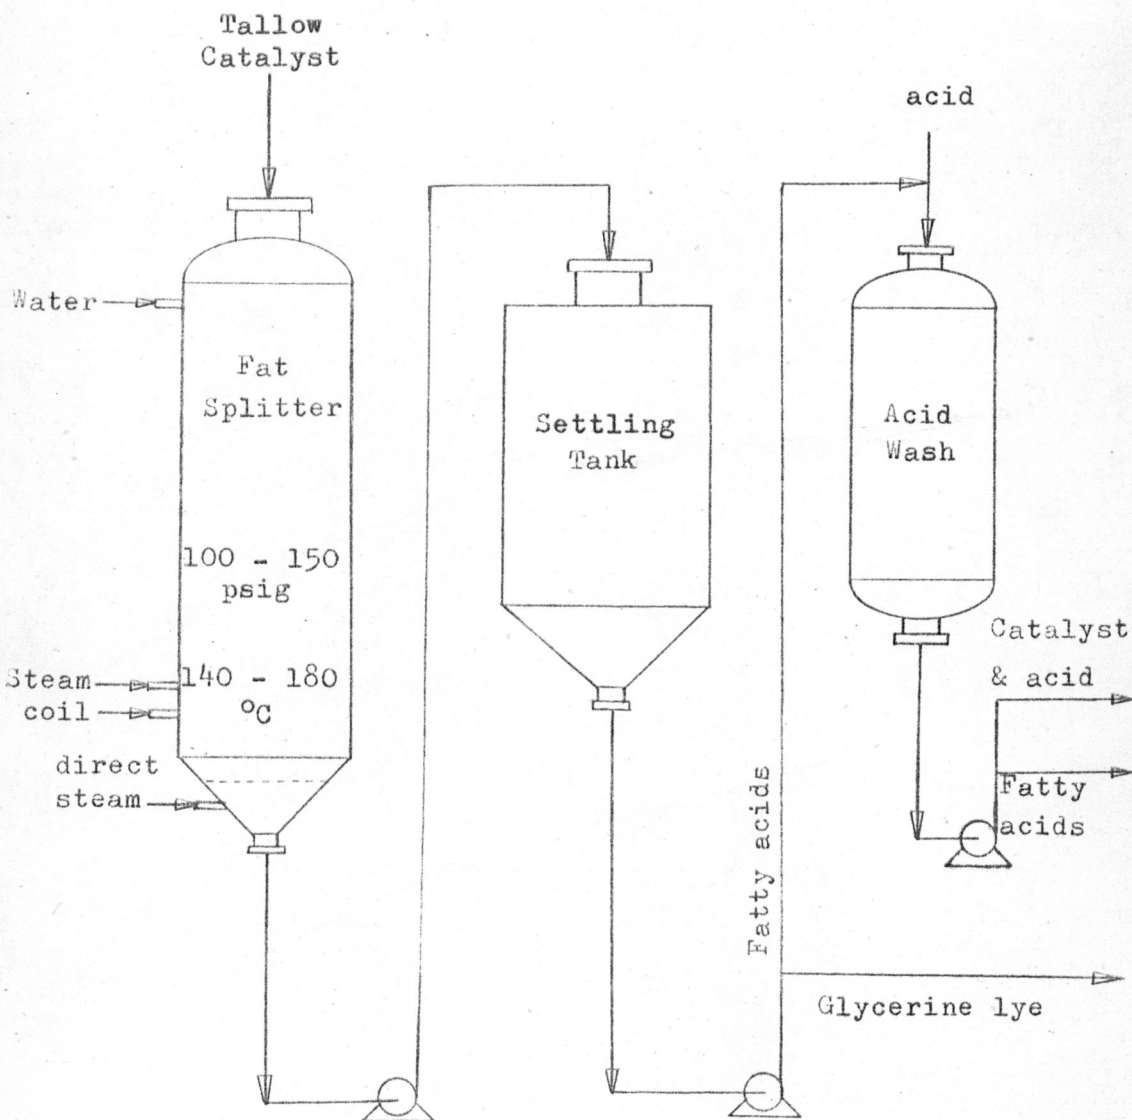 Tallow
Catalyst
acid
Water
Fat
Splitter
Settling
Tank
Acid
Wash
100 - 150
psig
Steam
coil
140 - 180
°C
direct
steam
Fatty acids
Catalyst
& acid
Fatty
acids
Glycerine lye